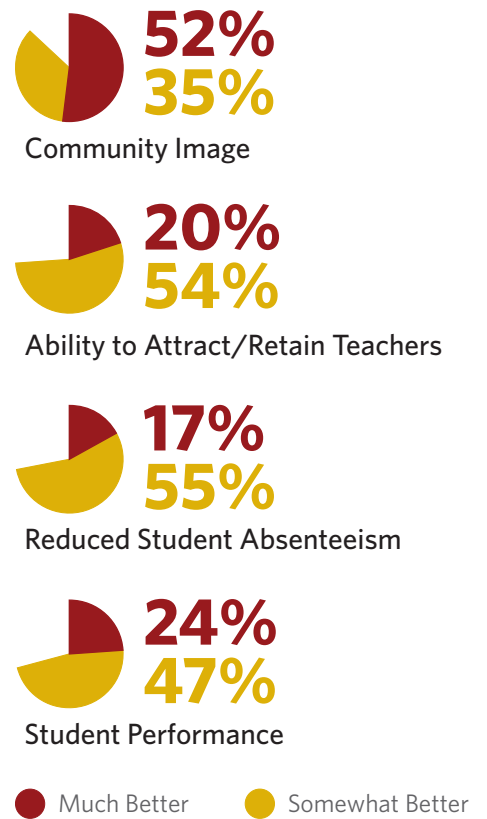 52%
35%
Community Image
20%
54%
Ability to Attract/Retain Teachers
17%
55%
Reduced Student Absenteeism
24%
47%
Student Performance
Much Better Somewhat Better